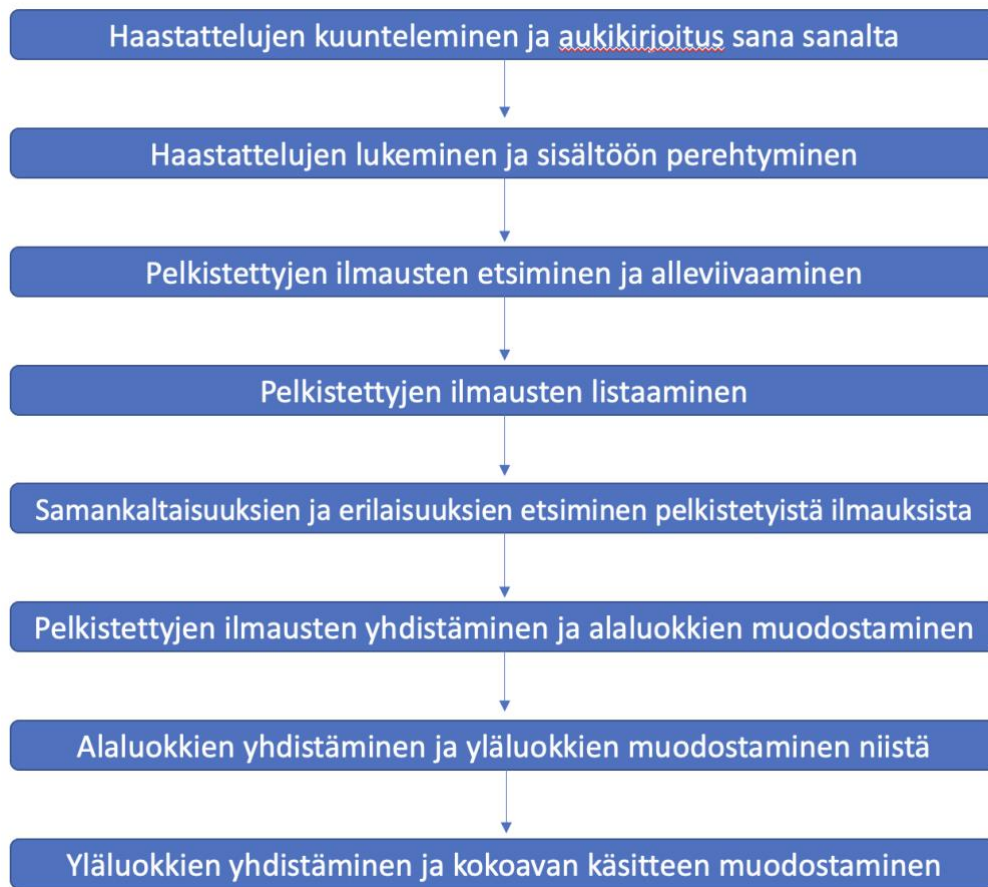 Haastattelujen kuunteleminen ja aukikirjoitus sana sanalta
Haastattelujen lukeminen ja sisältöön perehtyminen
Pelkistettyjen ilmausten etsiminen ja alleviivaaminen
Pelkistettyjen ilmausten listaaminen
Samankaltaisuuksien ja erilaisuuksien etsiminen pelkistetyistä ilmauksista
Pelkistettyjen ilmausten yhdistäminen ja alaluokkien muodostaminen
Alaluokkien yhdistäminen ja yläluokkien muodostaminen niistä
Yläluokkien yhdistäminen ja kokoavan käsitteen muodostaminen